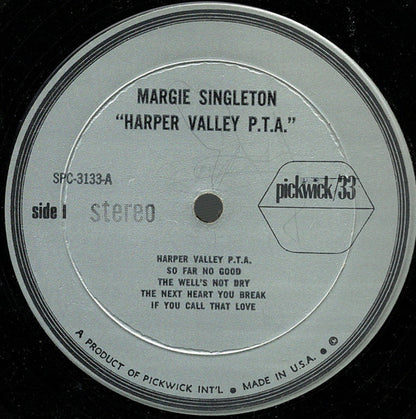 MARGIE SINGLETON
"HARPER VALLEY P.T.A."
SPC-3133-A
pickwick/33
side 1 stereo
HARPER VALLEY P.T.A.
SO FAR NO GOOD
THE WELL'S NOT DRY
THE NEXT HEART YOU BREAK
IF YOU CALL THAT LOVE
A PRODUCT OF PICKWICK INT'L ● MADE IN U.S.A. ● ©